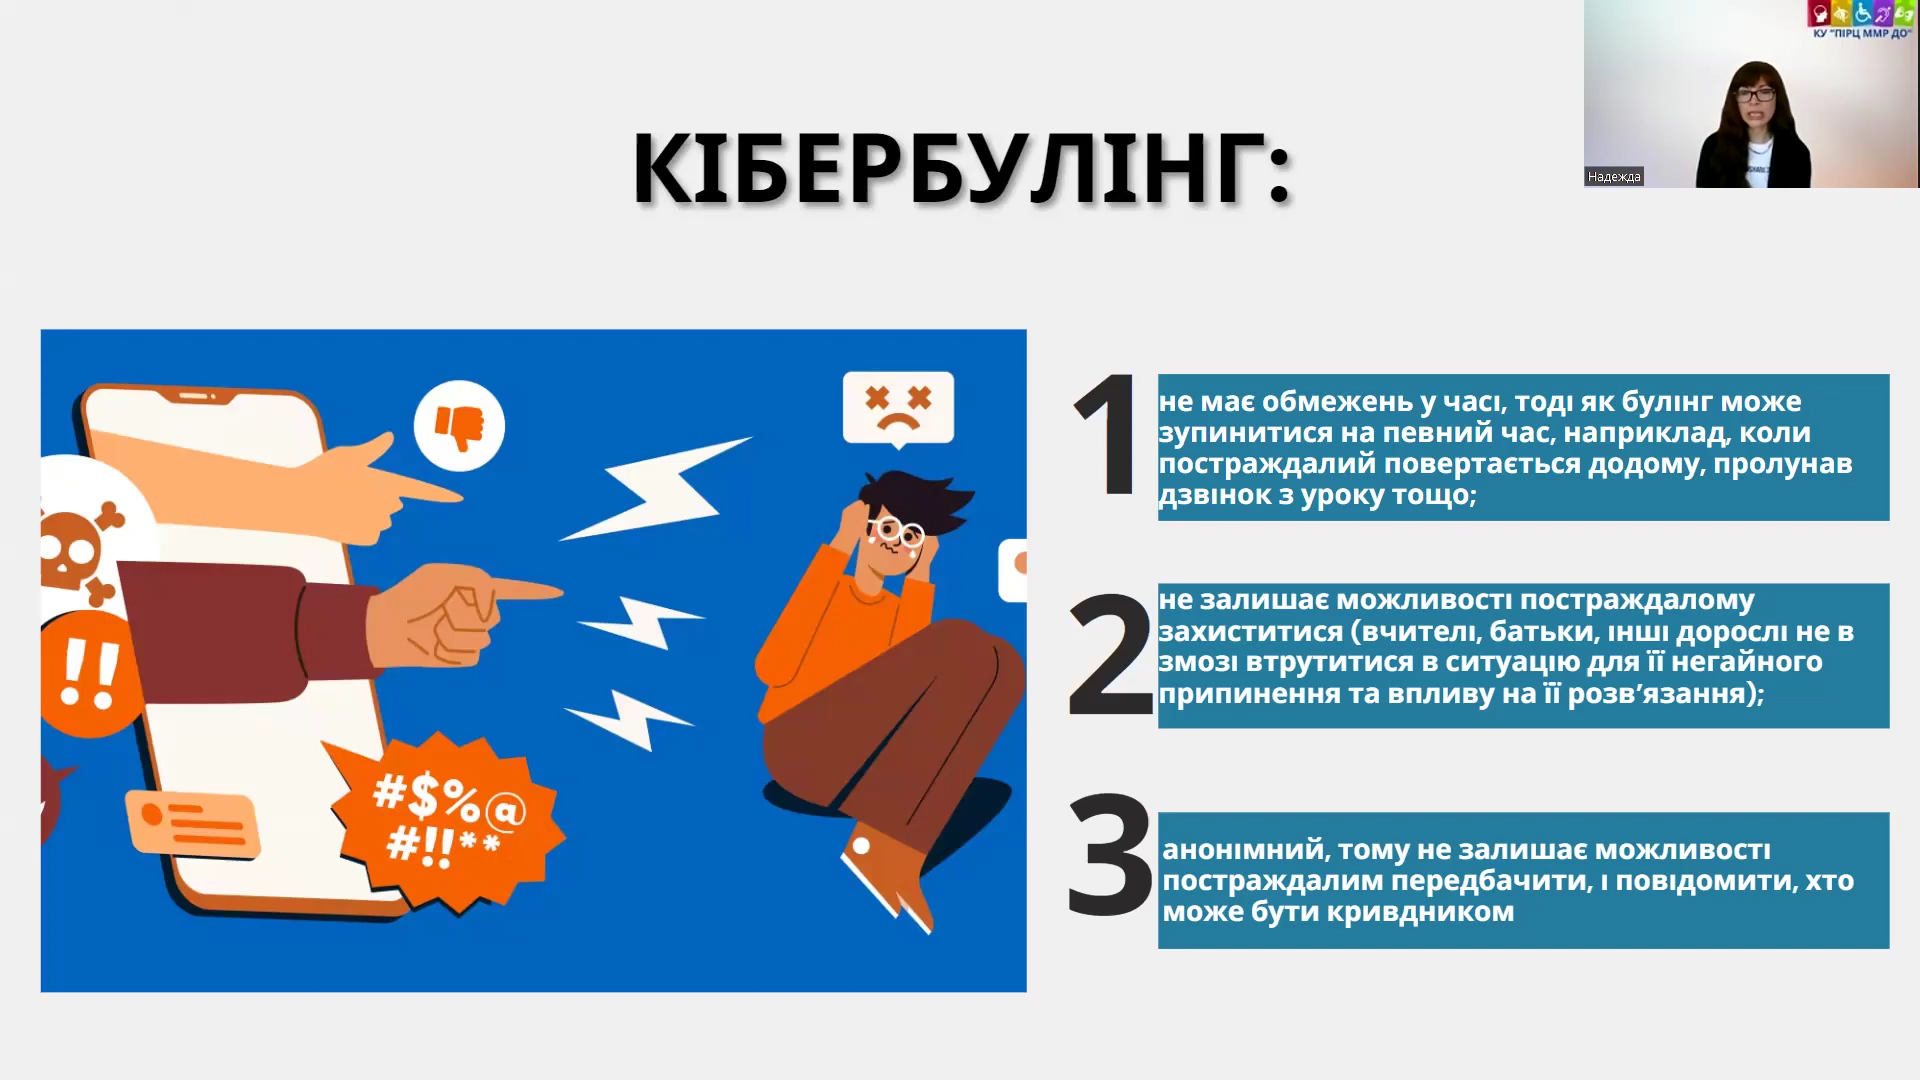 КУ "ПІРЦ ММР ДО"
Надежда
КІБЕРБУЛІНГ:
1
не має обмежень у часі, тоді як булінг може
зупинитися на певний час, наприклад, коли
постраждалий повертається додому, пролунав
дзвінок з уроку тощо;
2
не залишає можливості постраждалому
захиститися (вчителі, батьки, інші дорослі не в
змозі втрутитися в ситуацію для її негайного
припинення та впливу на її розв’язання);
3
анонімний, тому не залишає можливості
постраждалим передбачити, і повідомити, хто
може бути кривдником
!!
#$%@
#!!**